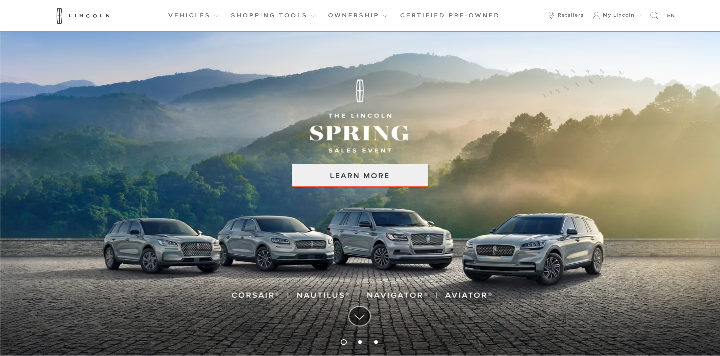 LINCOLN
VEHICLES
SHOPPING TOOLS
OWNERSHIP
CERTIFIED PRE-OWNED
Retailers
My Lincoln
EN
THE LINCOLN
SPRING
SALES EVENT
LEARN MORE
CORSAIR® | NAUTILUS® | NAVIGATOR® | AVIATOR®